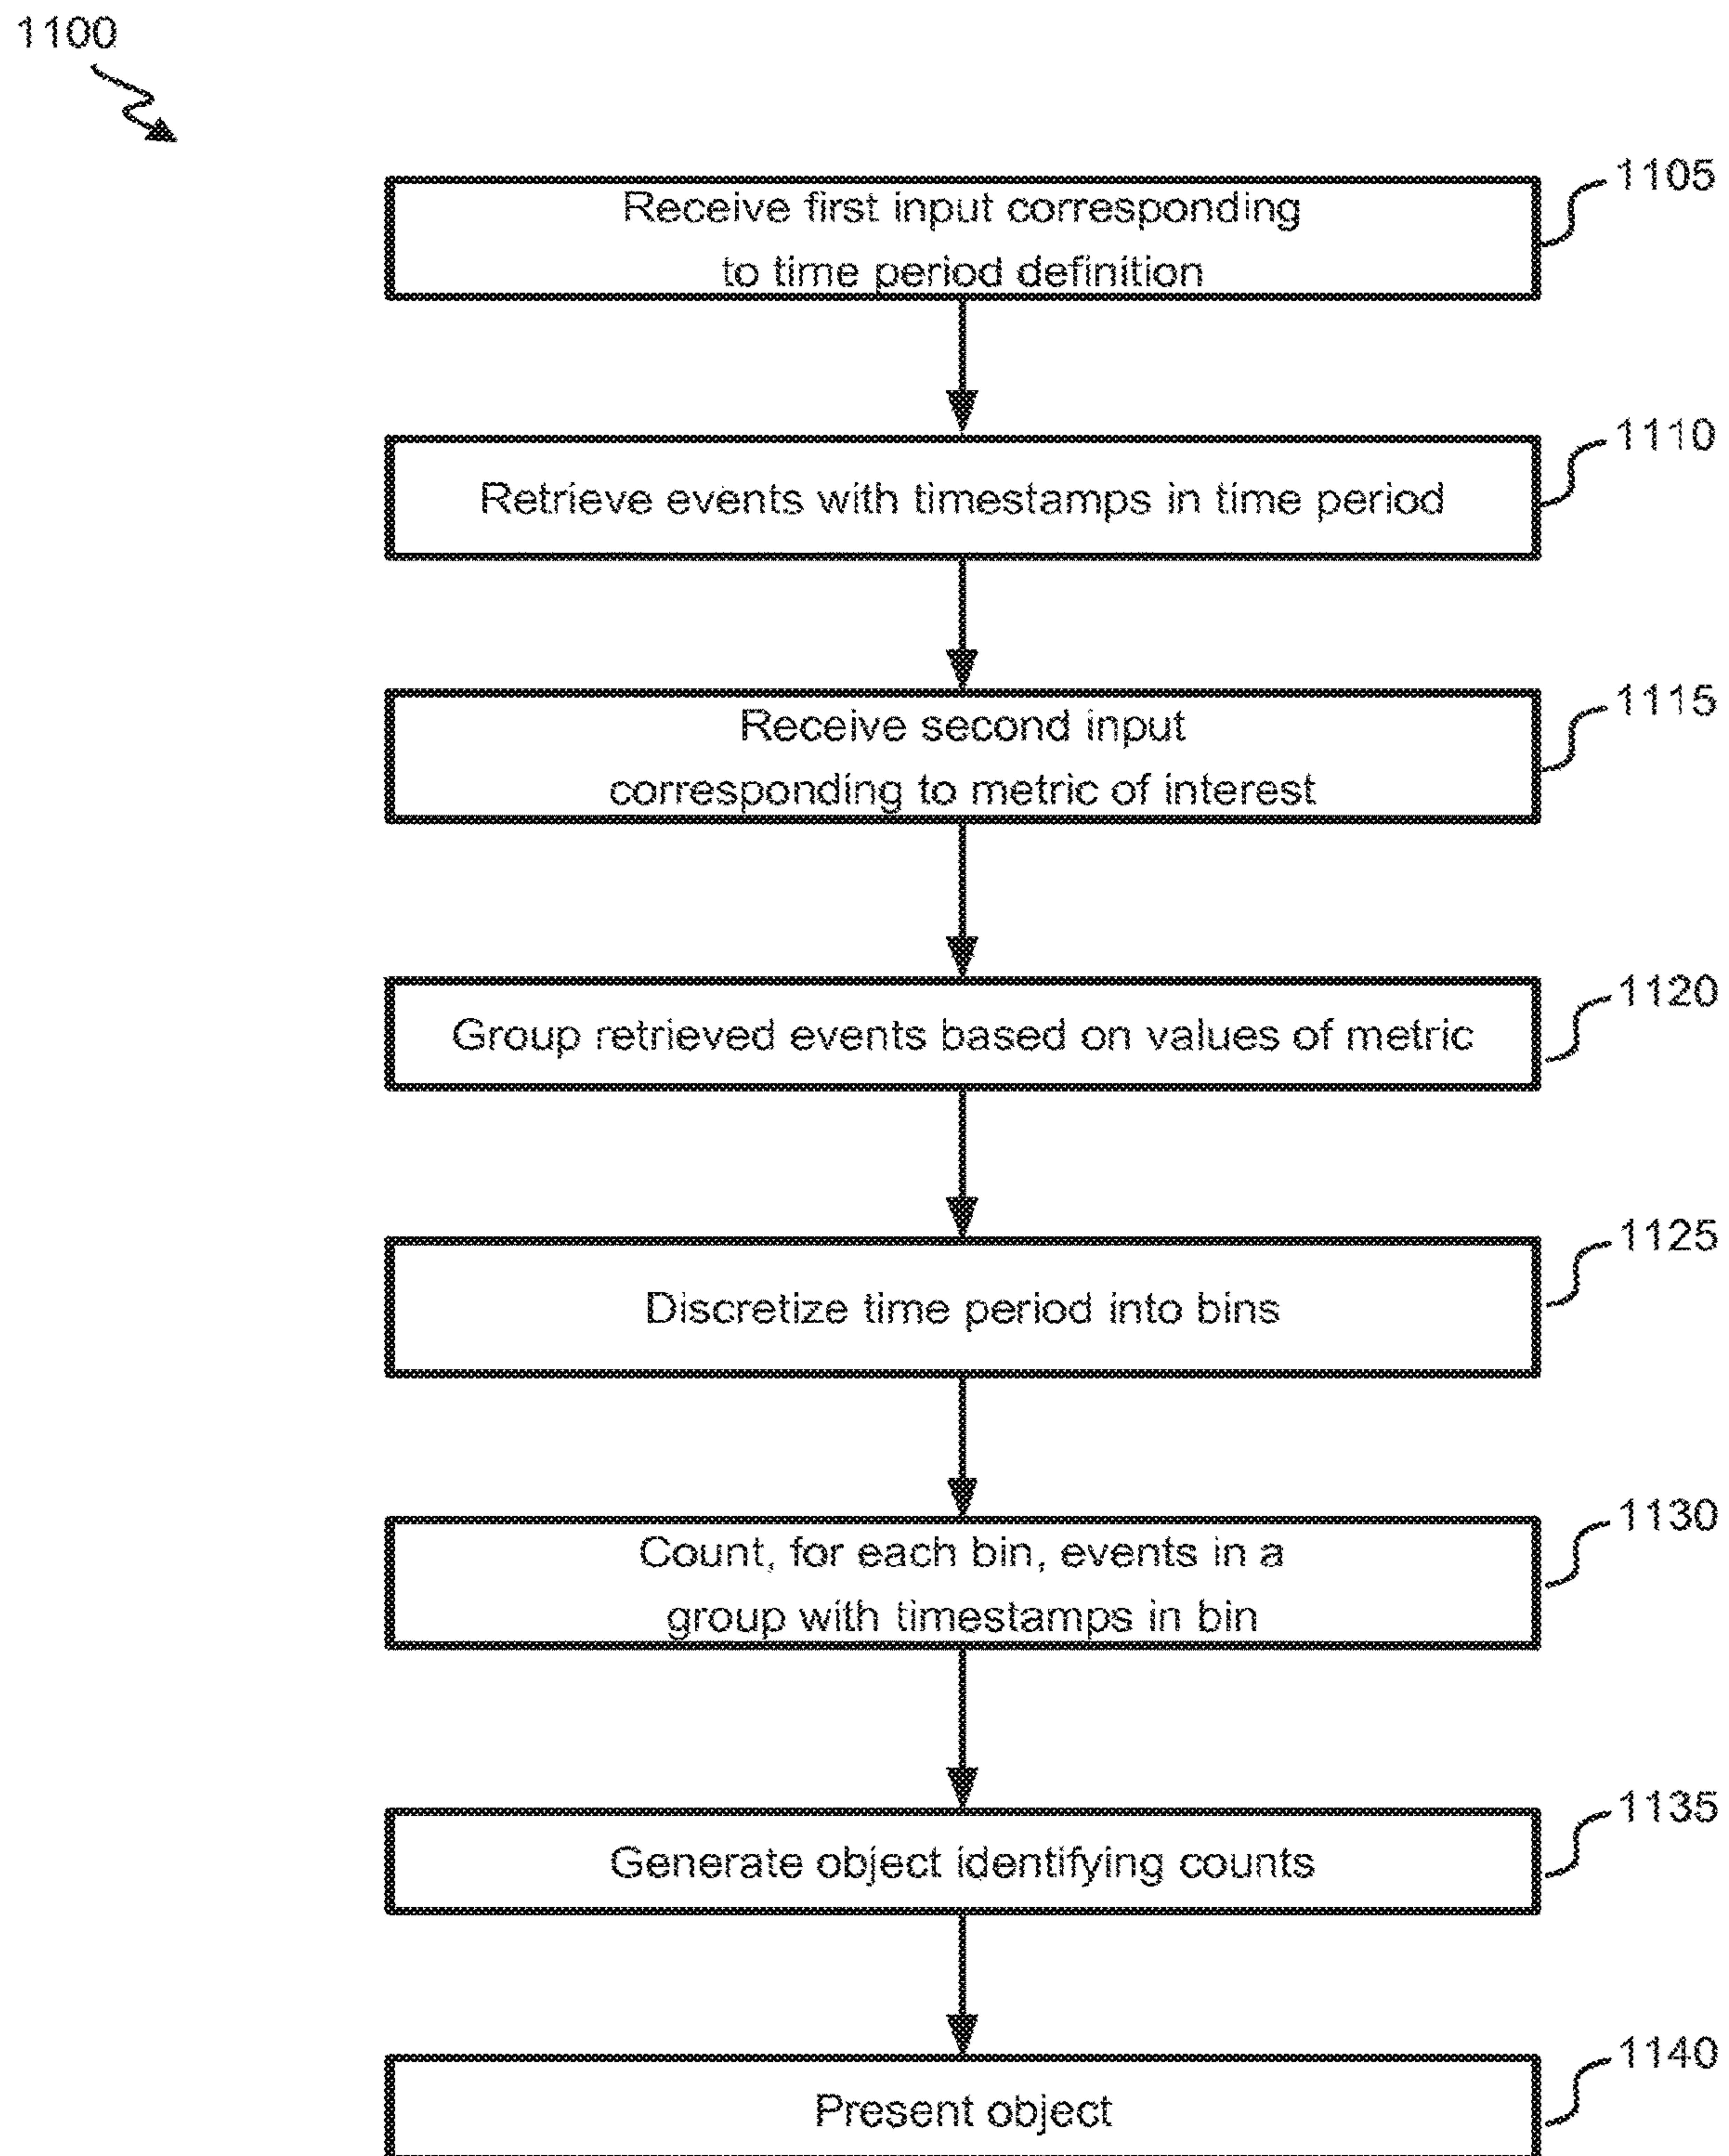 1100
Receive first input corresponding
to time period definition
1105
Retrieve events with timestamps in time period
1110
Receive second input
corresponding to metric of interest
1115
Group retrieved events based on values of metric
1120
Discretize time period into bins
1125
Count, for each bin, events in a
group with timestamps in bin
1130
Generate object identifying counts
1135
Present object
1140